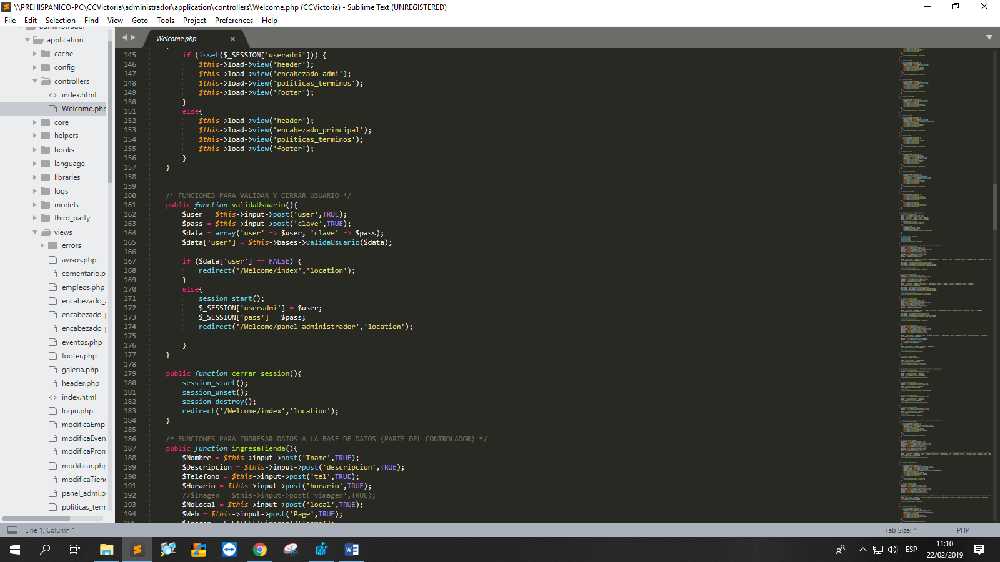 \\PREHISPANICO-PC\CCVictoria\administrador\application\controllers\Welcome.php (CCVictoria) - Sublime Text (UNREGISTERED)
File Edit Selection Find View Goto Tools Project Preferences Help
administrador
application
cache
config
controllers
index.html
Welcome.php
core
helpers
hooks
language
libraries
logs
models
third_party
views
errors
avisos.php
comentario.p
empleos.php
encabezado_
encabezado_
encabezado_
eventos.php
footer.php
galeria.php
header.php
index.html
login.php
modificaEmp
modificaEven
modificaProm
modificar.php
modificaTiend
panel_admi.p
politicas_term
Welcome.php
{
145 if (isset($_SESSION['useradmi'])) {
146 $this->load->view('header');
147 $this->load->view('encabezado_admi');
148 $this->load->view('politicas_terminos');
149 $this->load->view('footer');
150 }
151 else{
152 $this->load->view('header');
153 $this->load->view('encabezado_principal');
154 $this->load->view('politicas_terminos');
155 $this->load->view('footer');
156 }
157 }
158
159
160 /* FUNCIONES PARA VALIDAR Y CERRAR USUARIO */
161 public function validaUsuario(){
162 $user = $this->input->post('user',TRUE);
163 $pass = $this->input->post('clave',TRUE);
164 $data = array('user' => $user, 'clave' => $pass);
165 $data['user'] = $this->bases->validaUsuario($data);
166
167 if ($data['user'] == FALSE) {
168 redirect('/Welcome/index','location');
169 }
170 else{
171 session_start();
172 $_SESSION['useradmi'] = $user;
173 $_SESSION['pass'] = $pass;
174 redirect('/Welcome/panel_administrador','location');
175
176 }
177 }
178
179 public function cerrar_session(){
180 session_start();
181 session_unset();
182 session_destroy();
183 redirect('/Welcome/index','location');
184 }
185
186 /* FUNCIONES PARA INGRESAR DATOS A LA BASE DE DATOS (PARTE DEL CONTROLADOR) */
187 public function ingresaTienda(){
188 $Nombre = $this->input->post('Tname',TRUE);
189 $Descripcion = $this->input->post('descripcion',TRUE);
190 $Telefono = $this->input->post('tel',TRUE);
191 $Horario = $this->input->post('horario',TRUE);
192 //$Imagen = $this->input->post('vimagen',TRUE);
193 $NoLocal = $this->input->post('local',TRUE);
194 $Web = $this->input->post('Page',TRUE);
195 $Imagen = $_FILES['vimagen']['name'];
Line 1, Column 1
Tab Size: 4
PHP
ESP
11:10
22/02/2019